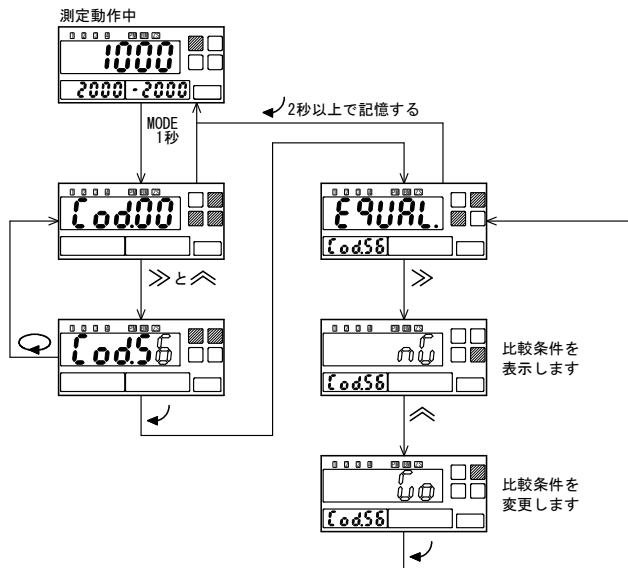 測定動作中
1000
2000 -2000
MODE
1秒
2秒以上で記憶する
Cod.00
≫と︽
Cod.56
EQUAL.
Cod.56
≫
nU
Cod.56
比較条件を
表示します
︽
Uo
Cod.56
比較条件を
変更します